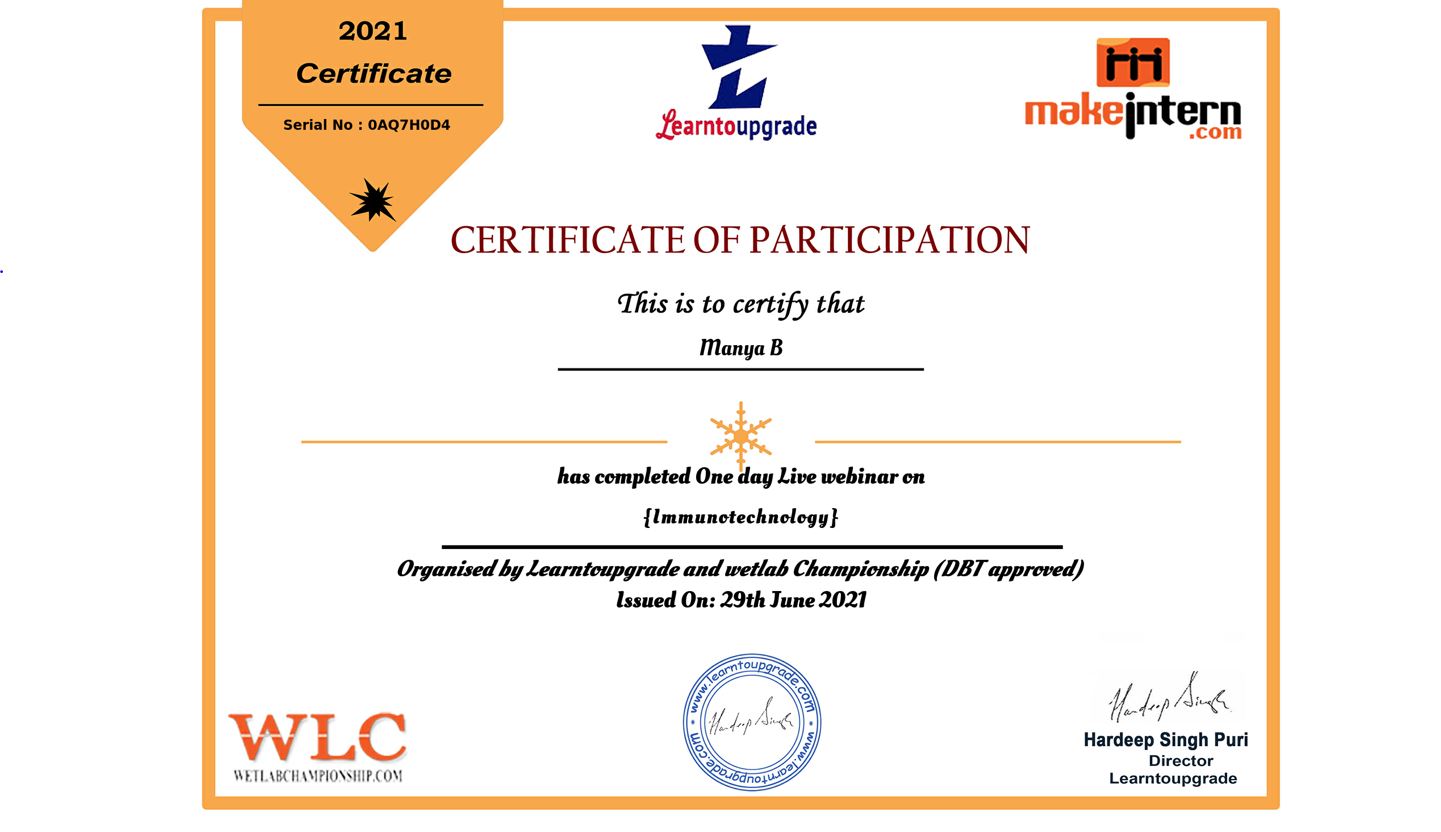 2021
Certificate
Serial No : 0AQ7H0D4
Learntoupgrade
makeintern
.com
CERTIFICATE OF PARTICIPATION
This is to certify that
Manya B
has completed One day Live webinar on
{Immunotechnology}
Organised by Learntoupgrade and wetlab Championship (DBT approved)
Issued On: 29th June 2021
WLC
WETLABCHAMPIONSHIP.COM
www.learntoupgrade.com
www.learntoupgrade.com
Hardeep Singh
Hardeep Singh
Hardeep Singh Puri
Director
Learntoupgrade